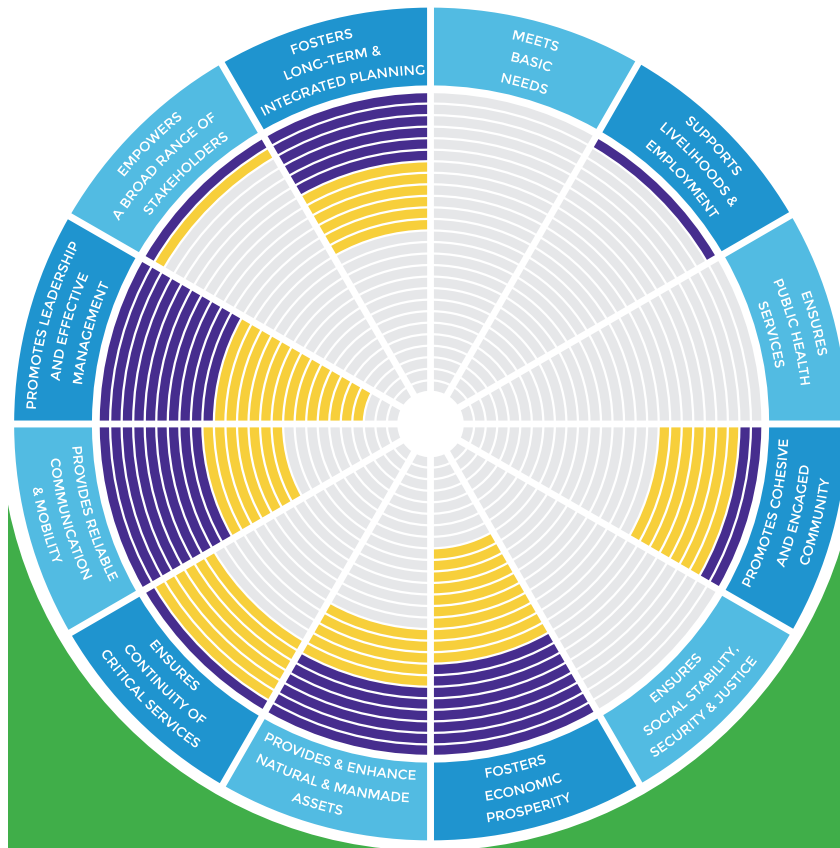 FOSTERS
LONG-TERM &
INTEGRATED PLANNING
MEETS
BASIC
NEEDS
SUPPORTS
LIVELIHOODS &
EMPLOYMENT
ENSURES
PUBLIC HEALTH
SERVICES
PROMOTES COHESIVE
AND ENGAGED
COMMUNITY
ENSURES
SOCIAL STABILITY,
SECURITY & JUSTICE
FOSTERS
ECONOMIC
PROSPERITY
PROVIDES & ENHANCE
NATURAL & MANMADE
ASSETS
ENSURES
CONTINUITY OF
CRITICAL SERVICES
PROVIDES RELIABLE
COMMUNICATION
& MOBILITY
PROMOTES LEADERSHIP
AND EFFECTIVE
MANAGEMENT
EMPOWERS
A BROAD RANGE OF
STAKEHOLDERS